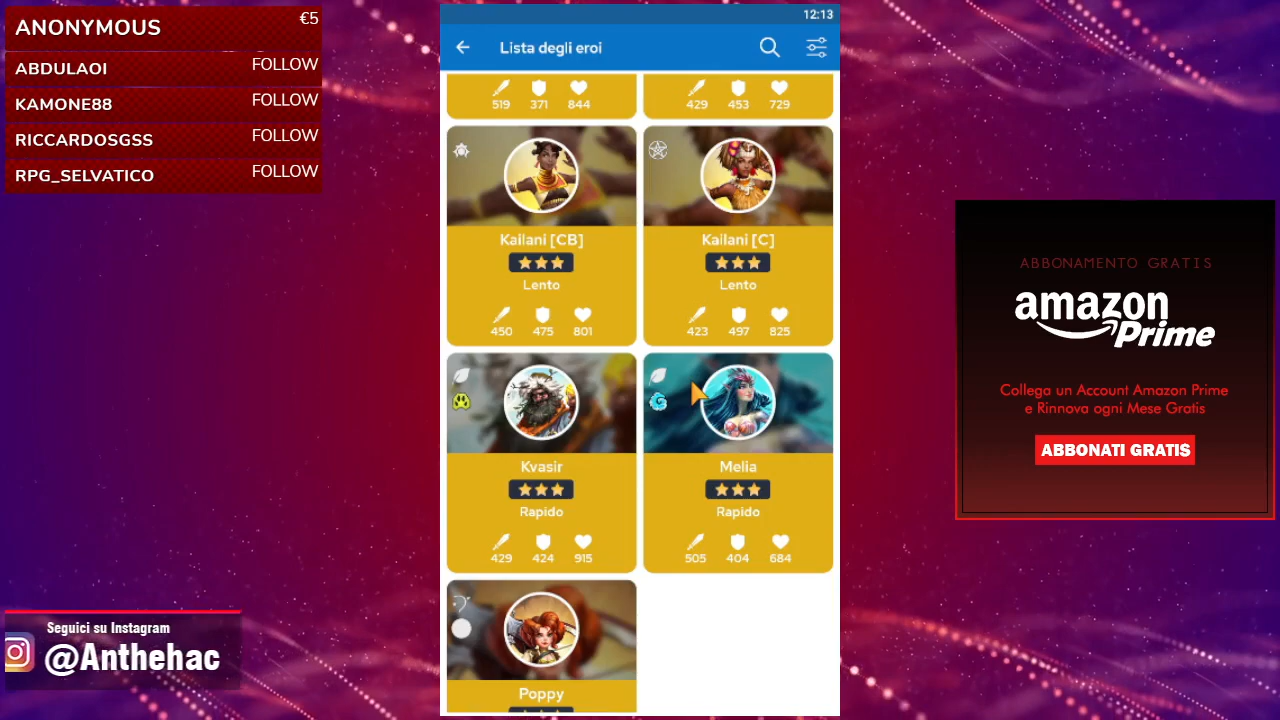 ANONYMOUS €5
ABDULAOI FOLLOW
KAMONE88 FOLLOW
RICCARDOSGSS FOLLOW
RPG_SELVATICO FOLLOW
12:13
Lista degli eroi
519 371 844
429 453 729
Kailani [CB]
Lento
450 475 801
Kailani [C]
Lento
423 497 825
Kvasir
Rapido
429 424 915
Melia
Rapido
505 404 684
Poppy
ABBONAMENTO GRATIS
amazon
Prime
Collega un Account Amazon Prime
e Rinnova ogni Mese Gratis
ABBONATI GRATIS
Seguici su Instagram
@Anthehac